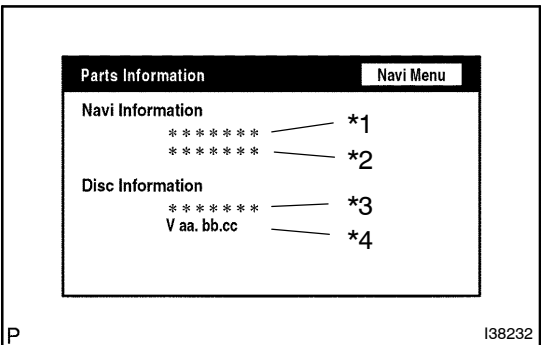 Parts Information Navi Menu
Navi Information
* * * * * * * *1
* * * * * * * *2
Disc Information
* * * * * * * *3
V aa. bb.cc *4
P I38232